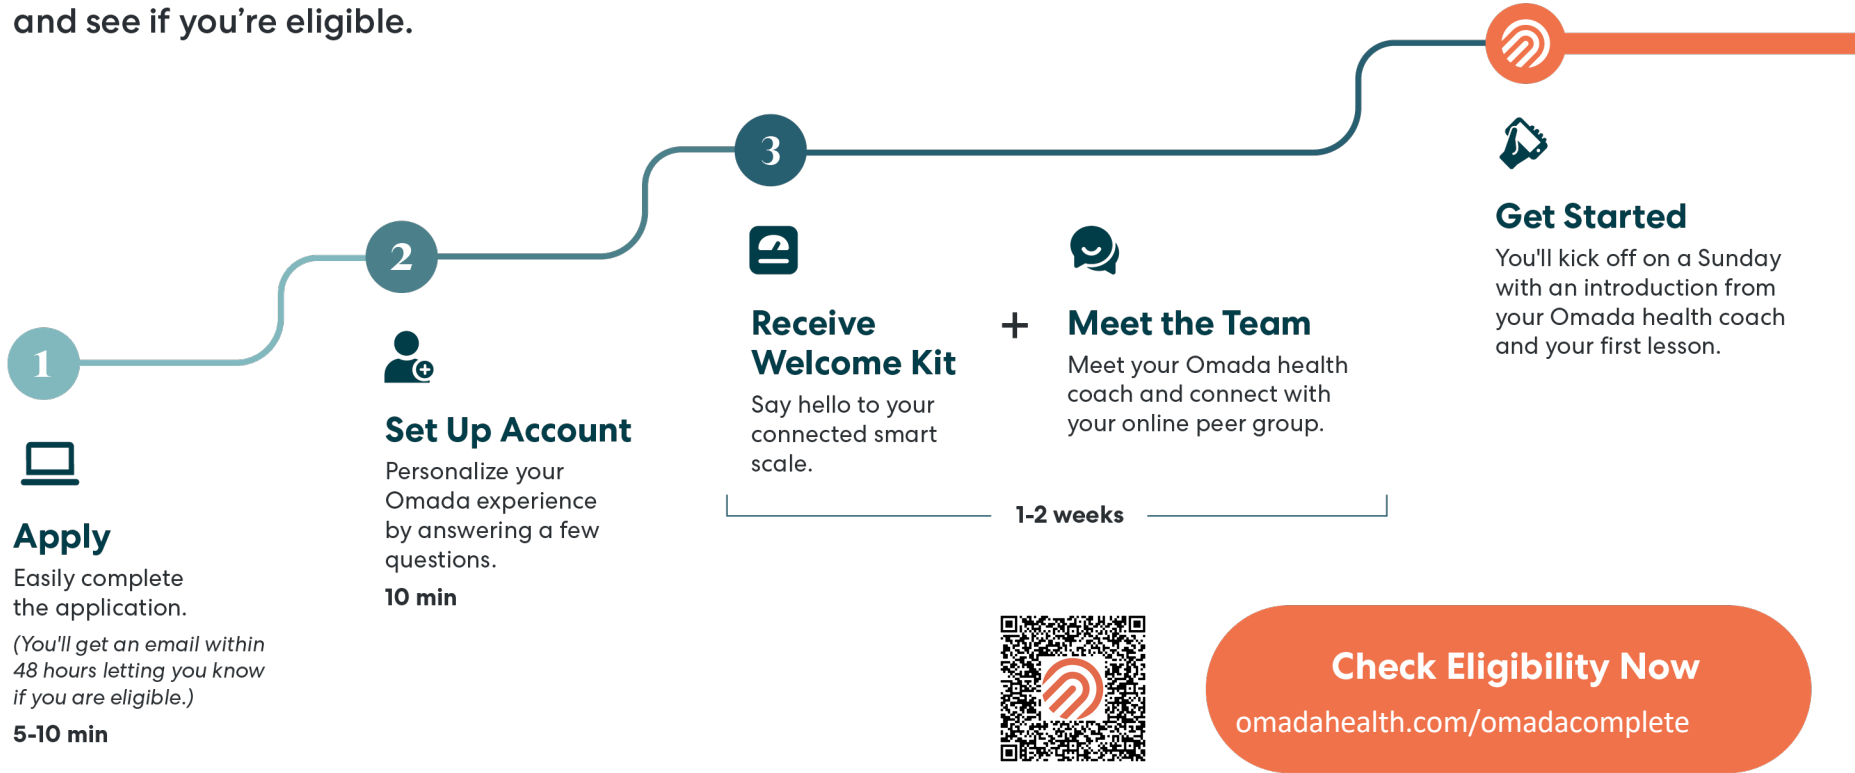 and see if you’re eligible.
1
Apply
Easily complete
the application.
(You'll get an email within
48 hours letting you know
if you are eligible.)
5-10 min
2
Set Up Account
Personalize your
Omada experience
by answering a few
questions.
10 min
3
Receive
Welcome Kit
Say hello to your
connected smart
scale.
+
Meet the Team
Meet your Omada health
coach and connect with
your online peer group.
1-2 weeks
Get Started
You'll kick off on a Sunday
with an introduction from
your Omada health coach
and your first lesson.
Check Eligibility Now
omadahealth.com/omadacomplete